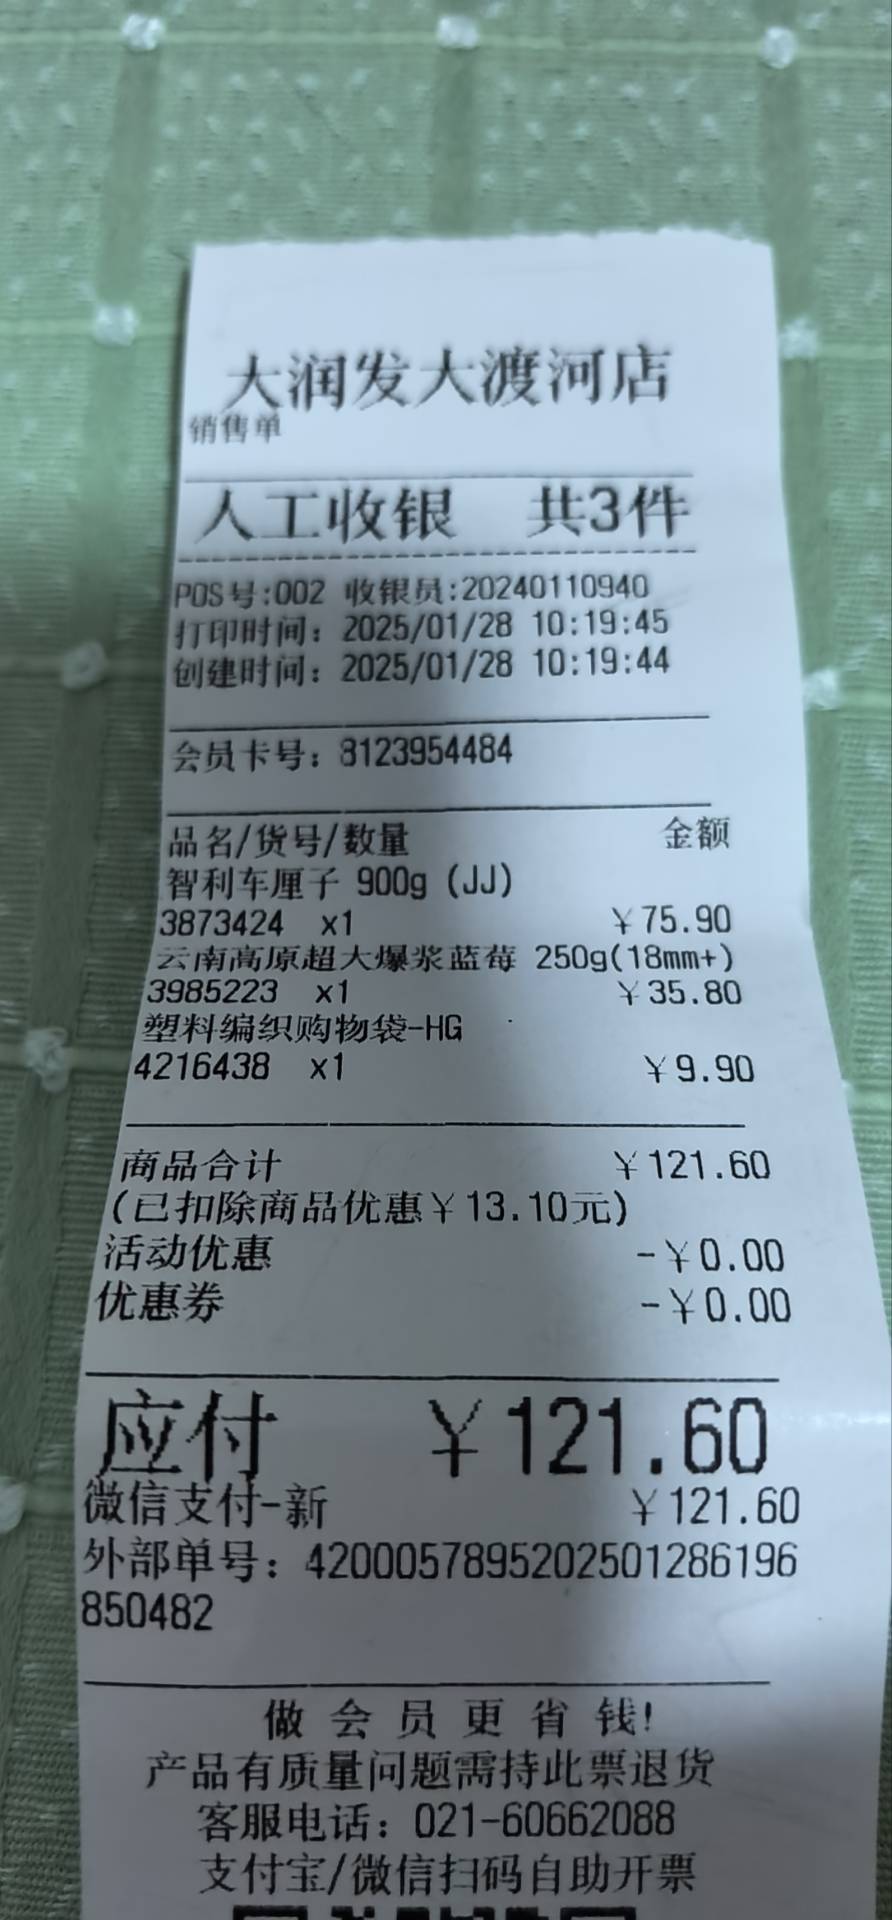 大润发大渡河店
销售单
人工收银 共3件
POS号:002 收银员:20240110940
打印时间：2025/01/28 10:19:45
创建时间：2025/01/28 10:19:44
会员卡号：8123954484
品名/货号/数量 金额
智利车厘子 900g (JJ)
3873424 x1 ￥75.90
云南高原超大爆浆蓝莓 250g(18mm+)
3985223 x1 ￥35.80
塑料编织购物袋-HG
4216438 x1 ￥9.90
商品合计 ￥121.60
(已扣除商品优惠￥13.10元)
活动优惠 -￥0.00
优惠券 -￥0.00
应付 ￥121.60
微信支付-新 ￥121.60
外部单号：4200057895202501286196
850482
做会员更省钱!
产品有质量问题需持此票退货
客服电话：021-60662088
支付宝/微信扫码自助开票